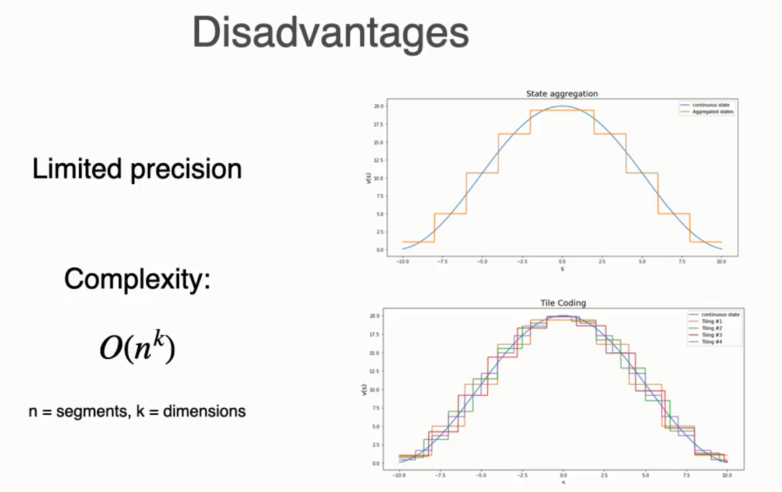 Disadvantages
Limited precision
Complexity:
O(n^k)
n = segments, k = dimensions
State aggregation
continuous state
Aggregated states
v(s)
20.0
17.5
15.0
12.5
10.0
7.5
5.0
2.5
0.0
−10.0 −7.5 −5.0 −2.5 0.0 2.5 5.0 7.5 10.0
s
Tile Coding
continuous state
Tiling #1
Tiling #2
Tiling #3
Tiling #4
v(s)
20.0
17.5
15.0
12.5
10.0
7.5
5.0
2.5
0.0
−10.0 −7.5 −5.0 −2.5 0.0 2.5 5.0 7.5 10.0